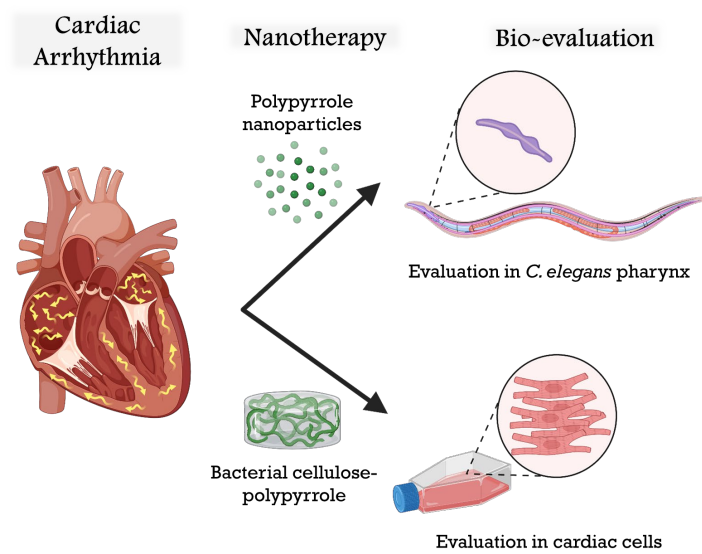 Cardiac
Arrhythmia
Nanotherapy
Bio-evaluation
Polypyrrole
nanoparticles
Evaluation in C. elegans pharynx
Bacterial cellulose-
polypyrrole
Evaluation in cardiac cells